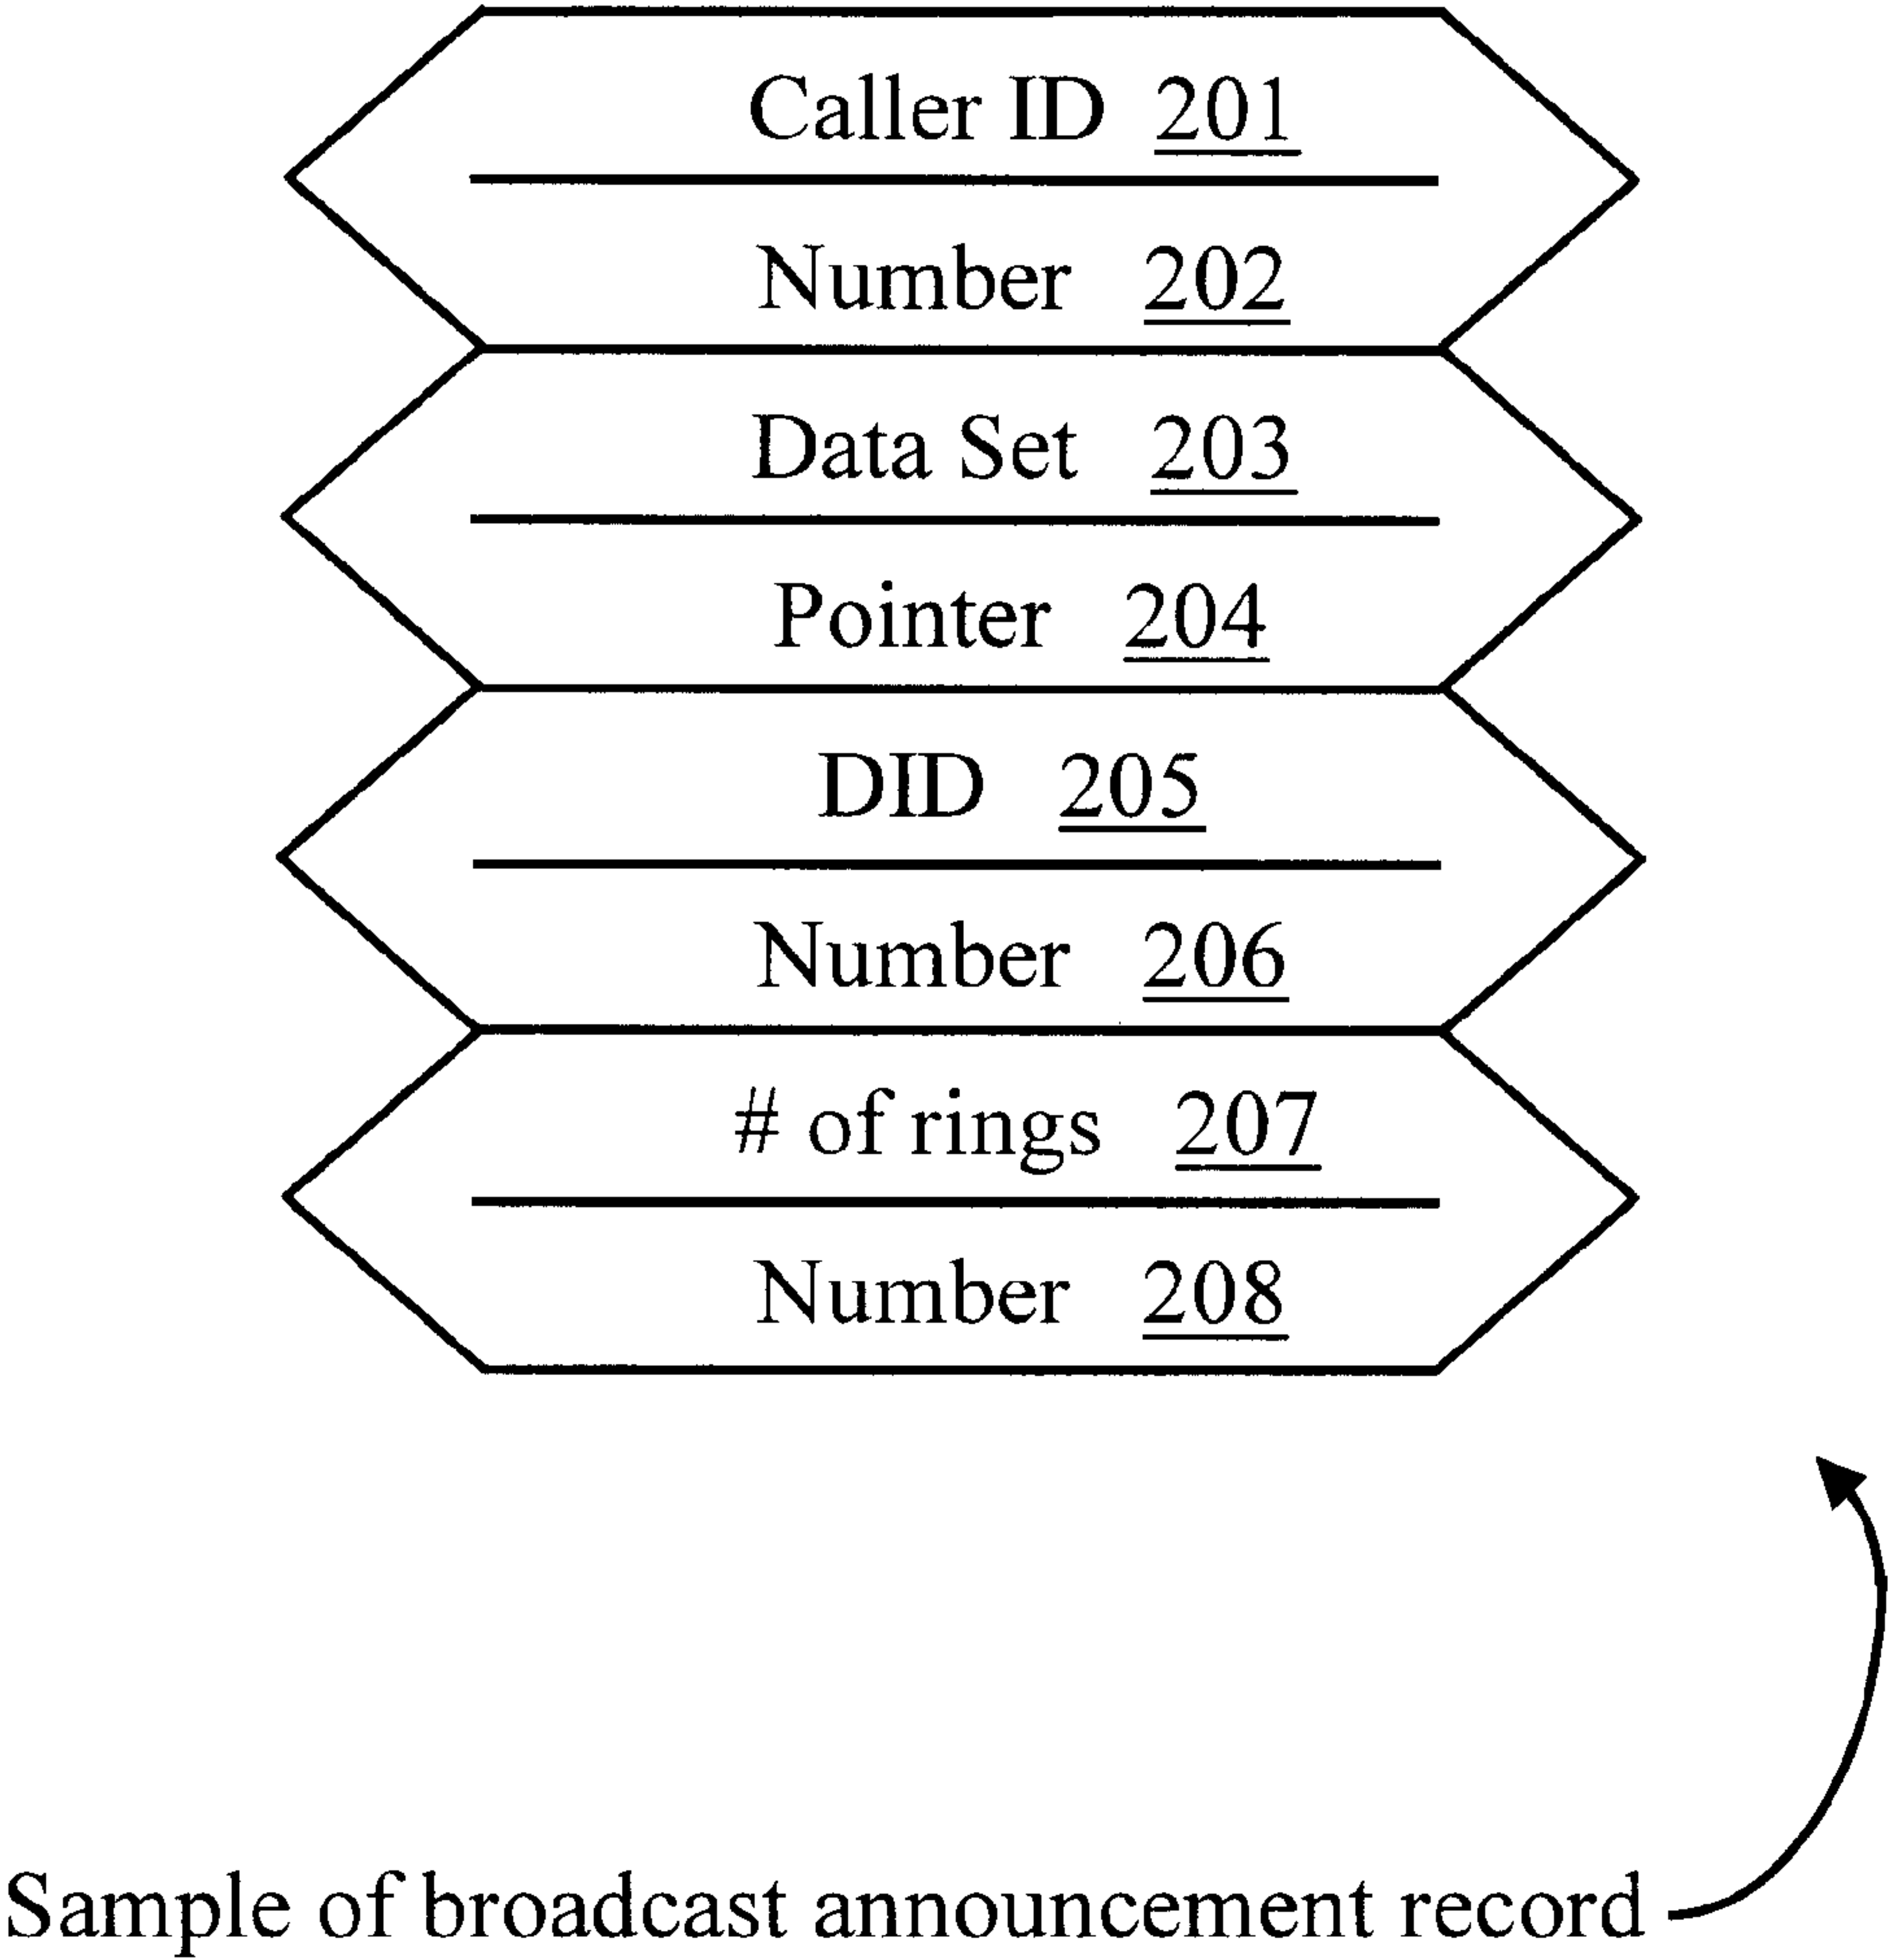 Caller ID 201
Number 202
Data Set 203
Pointer 204
DID 205
Number 206
# of rings 207
Number 208
Sample of broadcast announcement record